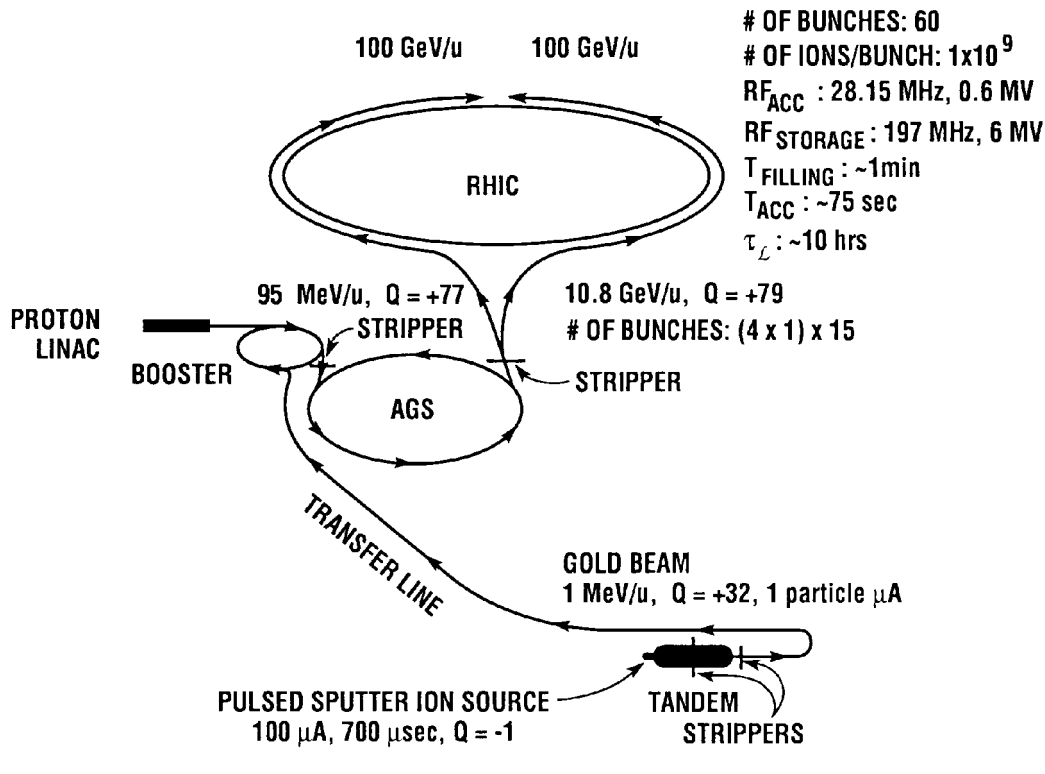 100 GeV/u 100 GeV/u
# OF BUNCHES: 60
# OF IONS/BUNCH: 1x10⁹
RF_ACC : 28.15 MHz, 0.6 MV
RF_STORAGE : 197 MHz, 6 MV
T_FILLING : ~1min
T_ACC : ~75 sec
τ_ℒ : ~10 hrs
RHIC
95 MeV/u, Q = +77
10.8 GeV/u, Q = +79
# OF BUNCHES: (4 x 1) x 15
PROTON
LINAC
STRIPPER
BOOSTER
STRIPPER
AGS
TRANSFER LINE
GOLD BEAM
1 MeV/u, Q = +32, 1 particle µA
PULSED SPUTTER ION SOURCE
100 µA, 700 µsec, Q = -1
TANDEM
STRIPPERS